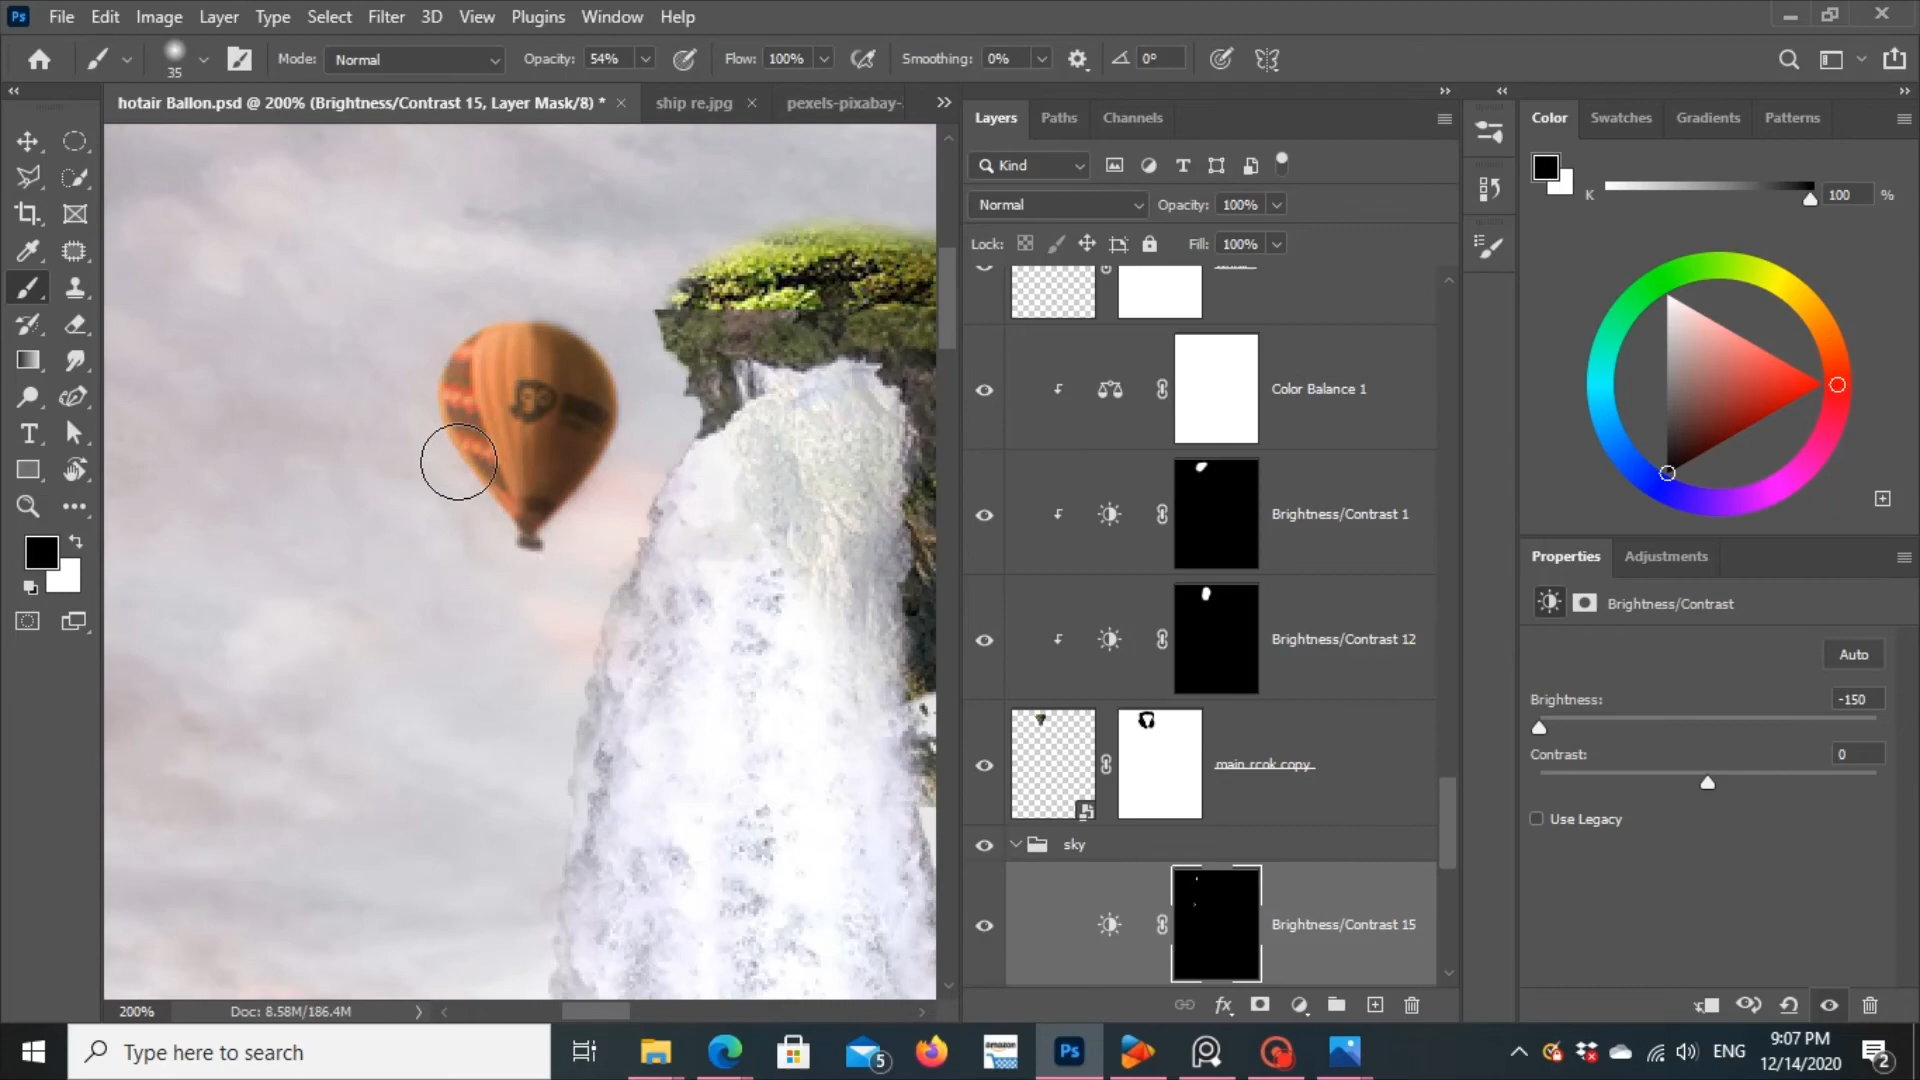 Ps File Edit Image Layer Type Select Filter 3D View Plugins Window Help
35 Mode: Normal Opacity: 54% Flow: 100% Smoothing: 0% 0°
hotair Ballon.psd @ 200% (Brightness/Contrast 15, Layer Mask/8) * ship re.jpg pexels-pixabay-
Layers Paths Channels
Color Swatches Gradients Patterns
Kind
Normal Opacity: 100%
K 100 %
Lock: Fill: 100%
Color Balance 1
Brightness/Contrast 1
Brightness/Contrast 12
main rcok copy
sky
Brightness/Contrast 15
Properties Adjustments
Brightness/Contrast
Auto
Brightness: -150
Contrast: 0
Use Legacy
go
200% Doc: 8.58M/186.4M
Type here to search
amazon
5
Ps
ENG
9:07 PM
12/14/2020
2